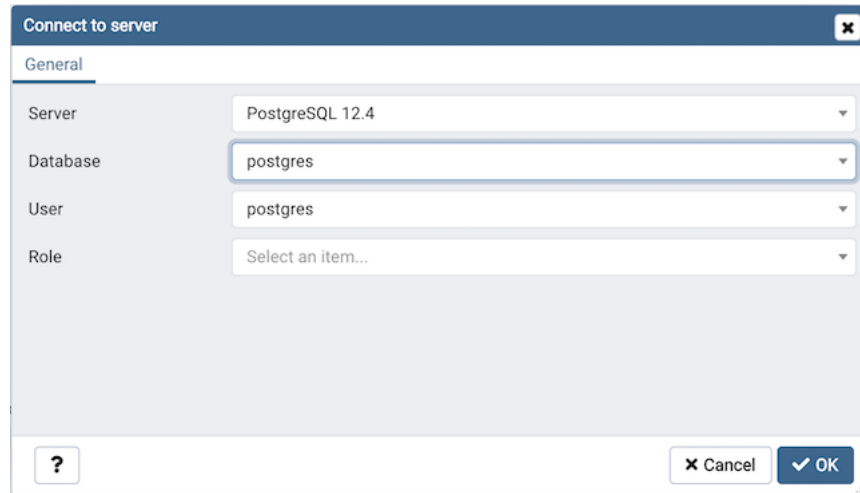 Connect to server
General
Server PostgreSQL 12.4
Database postgres
User postgres
Role Select an item...
? Cancel OK